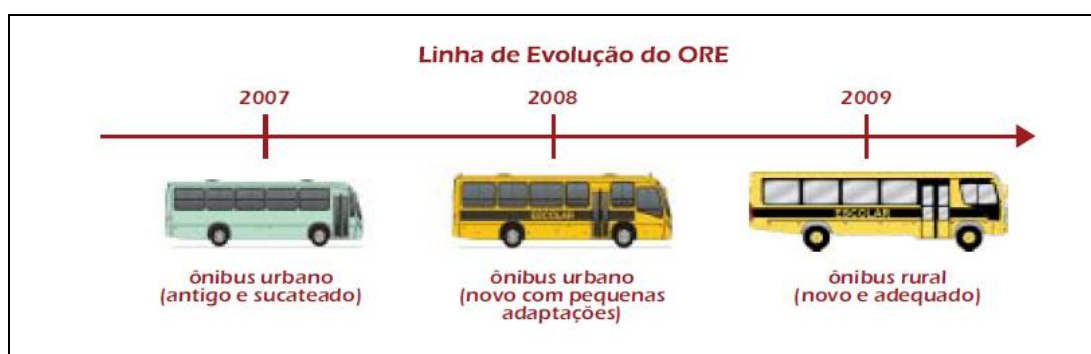 Linha de Evolução do ORE
2007
2008
2009
ESCOLAR
ESCOLAR
ônibus urbano
(antigo e sucateado)
ônibus urbano
(novo com pequenas
adaptações)
ônibus rural
(novo e adequado)